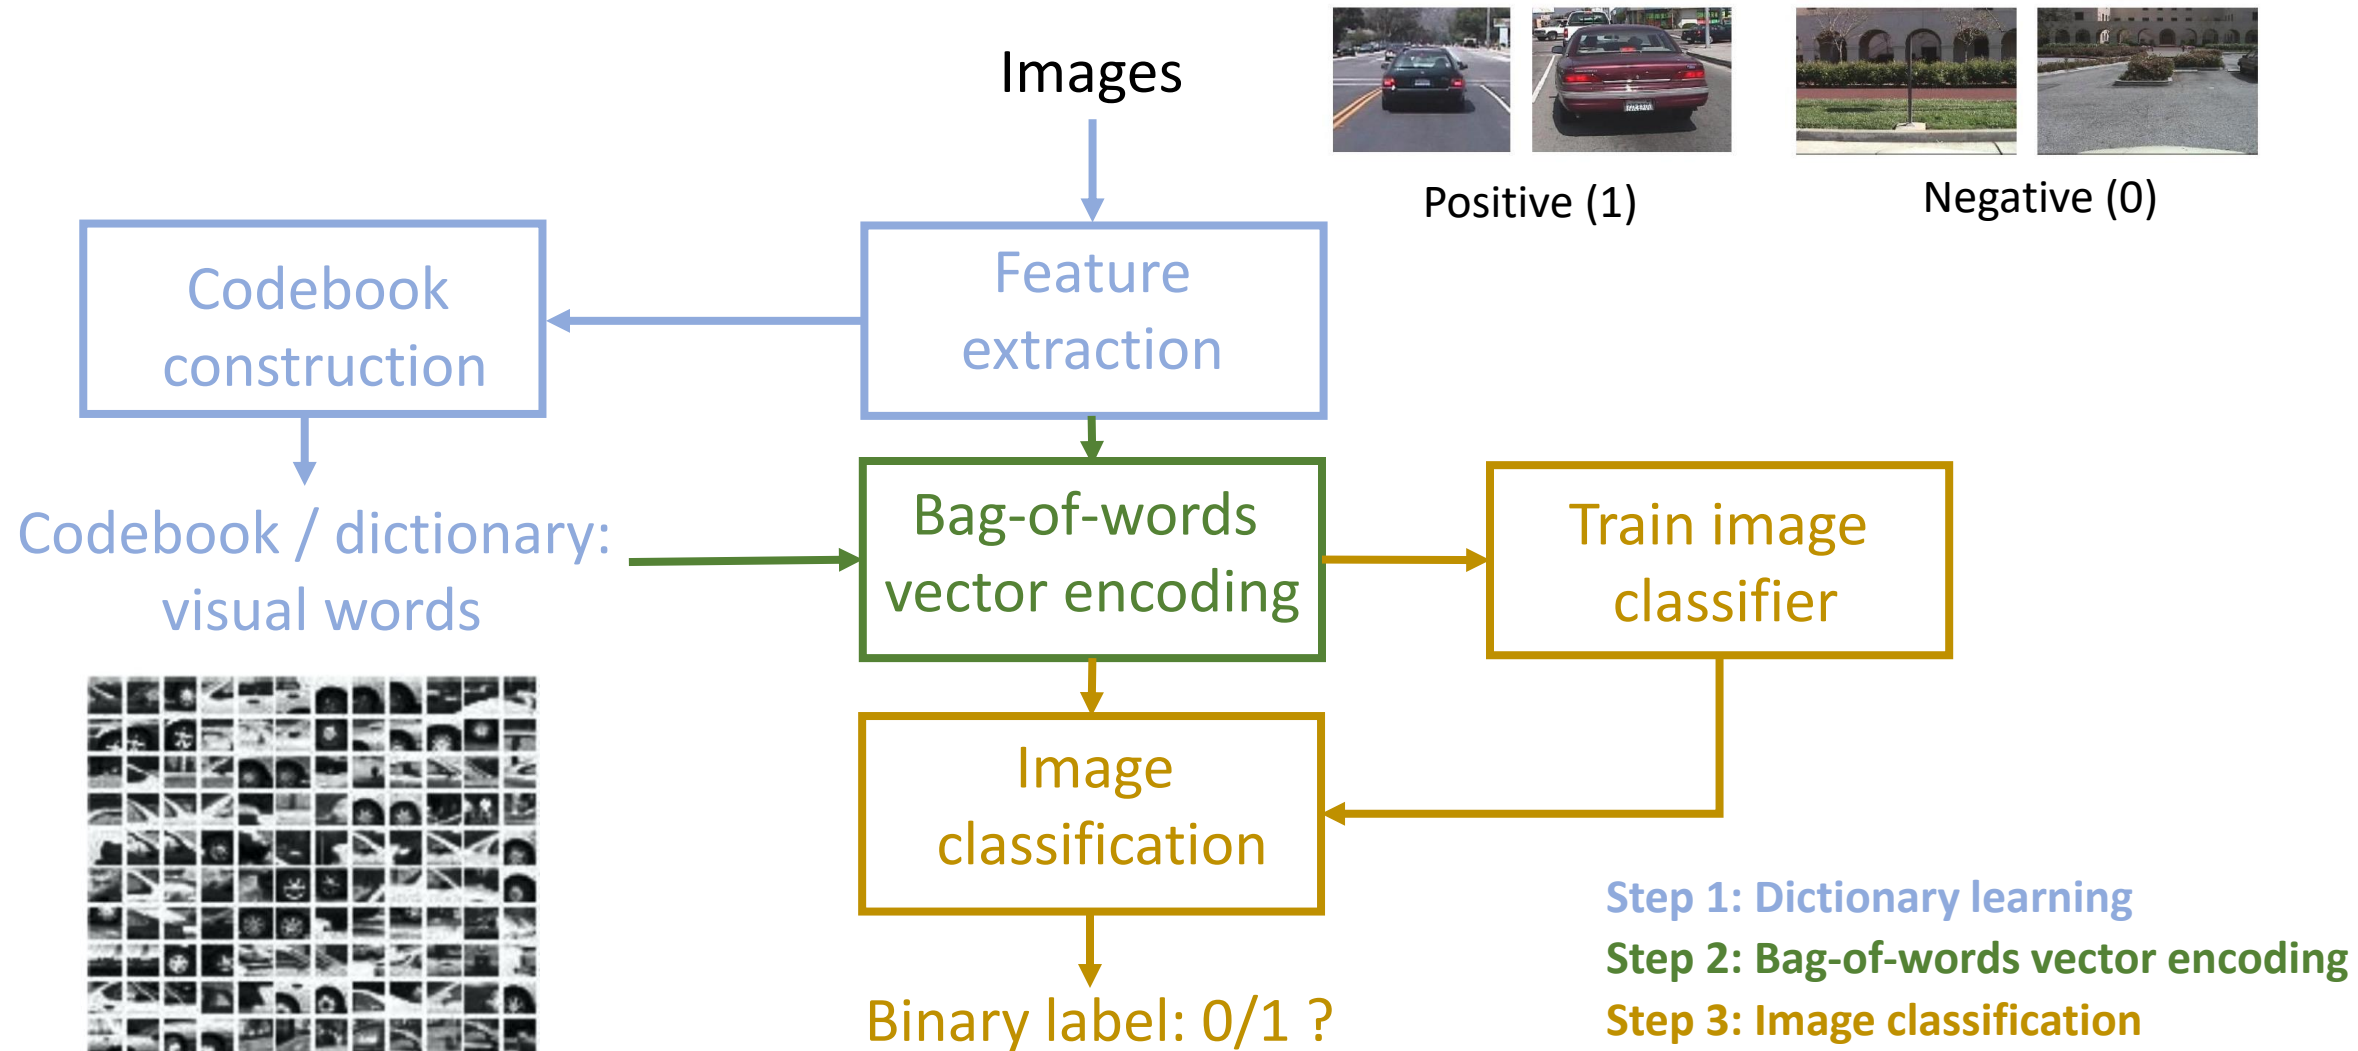 Images
Positive (1)
Negative (0)
Codebook
construction
Feature
extraction
Codebook / dictionary:
visual words
Bag-of-words
vector encoding
Train image
classifier
Image
classification
Binary label: 0/1 ?
Step 1: Dictionary learning
Step 2: Bag-of-words vector encoding
Step 3: Image classification